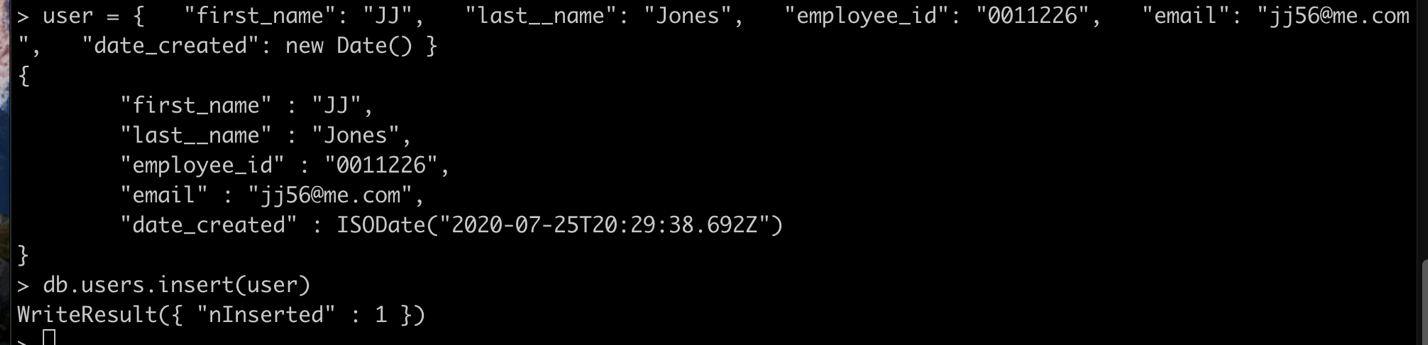 > user = {   "first_name": "JJ",   "last__name": "Jones",   "employee_id": "0011226",   "email": "jj56@me.com
",   "date_created": new Date() }
{
        "first_name" : "JJ",
        "last__name" : "Jones",
        "employee_id" : "0011226",
        "email" : "jj56@me.com",
        "date_created" : ISODate("2020-07-25T20:29:38.692Z")
}
> db.users.insert(user)
WriteResult({ "nInserted" : 1 })
>